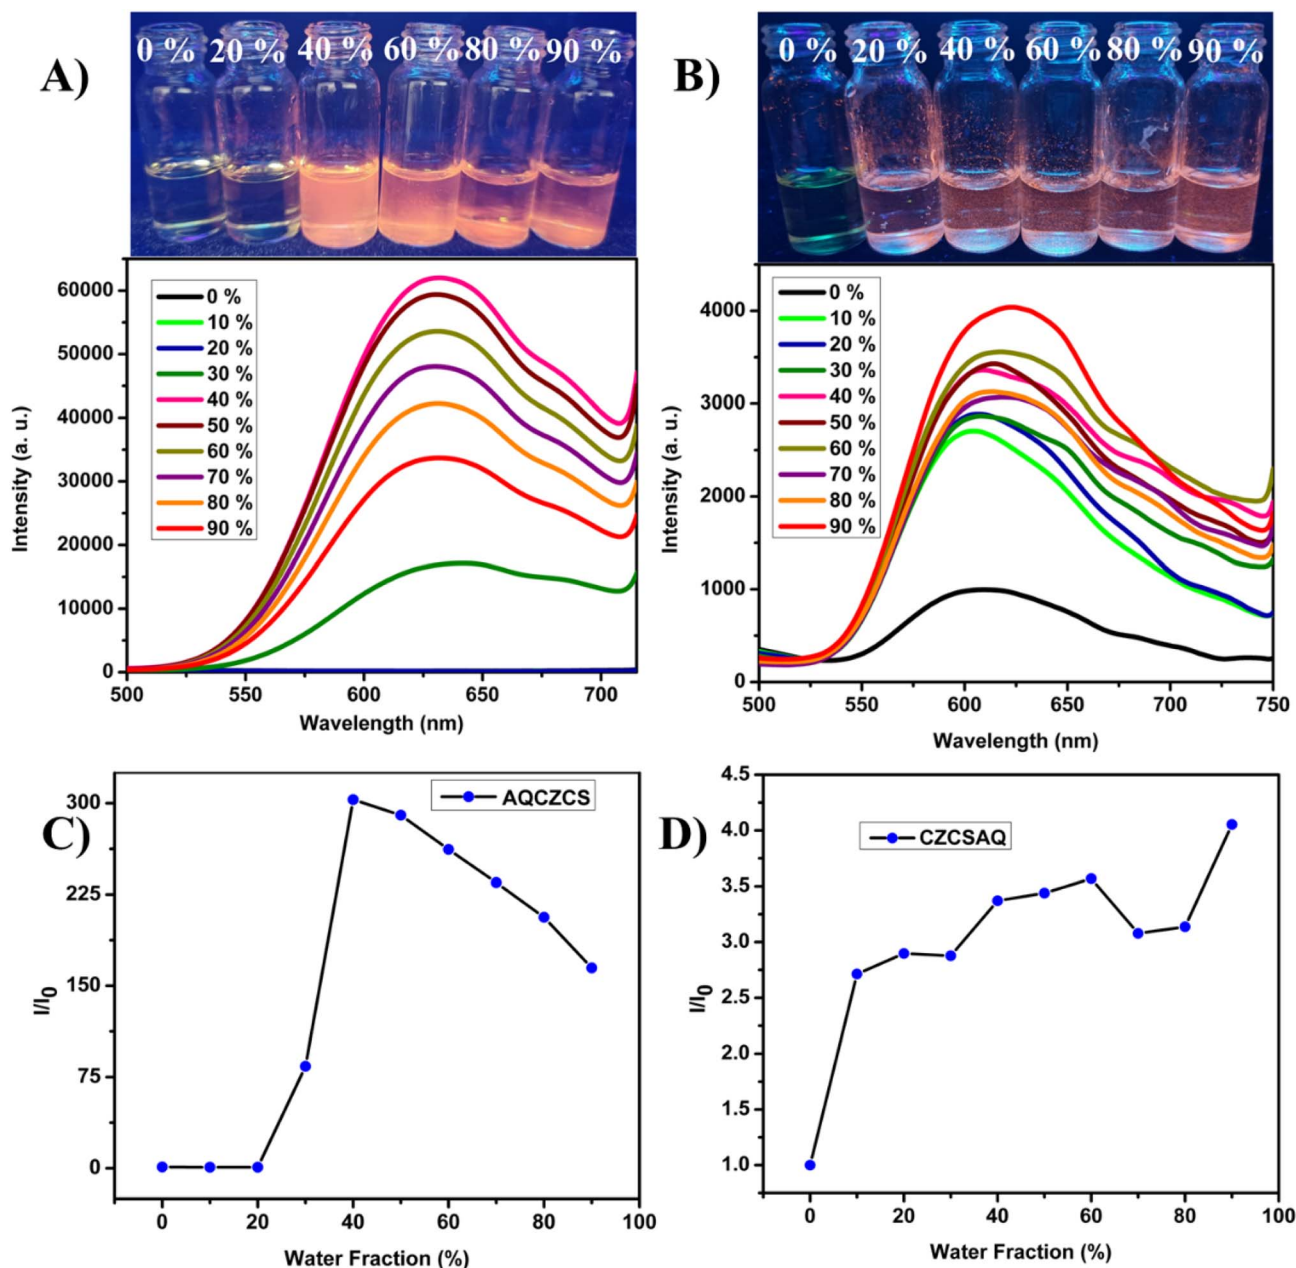 A)
0 % 20 % 40 % 60 % 80 % 90 %
60000
50000
40000
30000
20000
10000
0
Intensity (a. u.)
0 %
10 %
20 %
30 %
40 %
50 %
60 %
70 %
80 %
90 %
500 550 600 650 700
Wavelength (nm)
B)
0 % 20 % 40 % 60 % 80 % 90 %
4000
3000
2000
1000
0
Intensity (a. u.)
0 %
10 %
20 %
30 %
40 %
50 %
60 %
70 %
80 %
90 %
500 550 600 650 700 750
Wavelength (nm)
C)
300
225
150
75
0
I/I0
AQCZCS
0 20 40 60 80 100
Water Fraction (%)
D)
4.5
4.0
3.5
3.0
2.5
2.0
1.5
1.0
I/I0
CZCSAQ
0 20 40 60 80 100
Water Fraction (%)